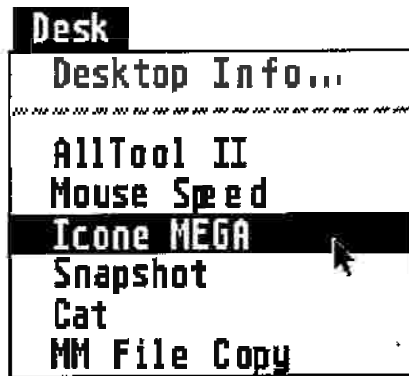 Desk
Desktop Info...
AllTool II
Mouse Speed
Icone MEGA
Snapshot
Cat
MM File Copy